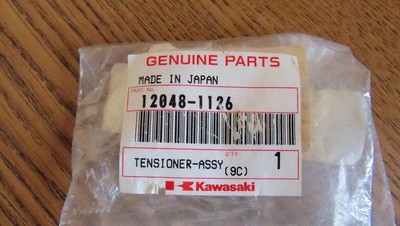 GENUINE PARTS
MADE IN JAPAN
PART No.
12048-1126
QTY
TENSIONER-ASSY 1
(9C)
Kawasaki